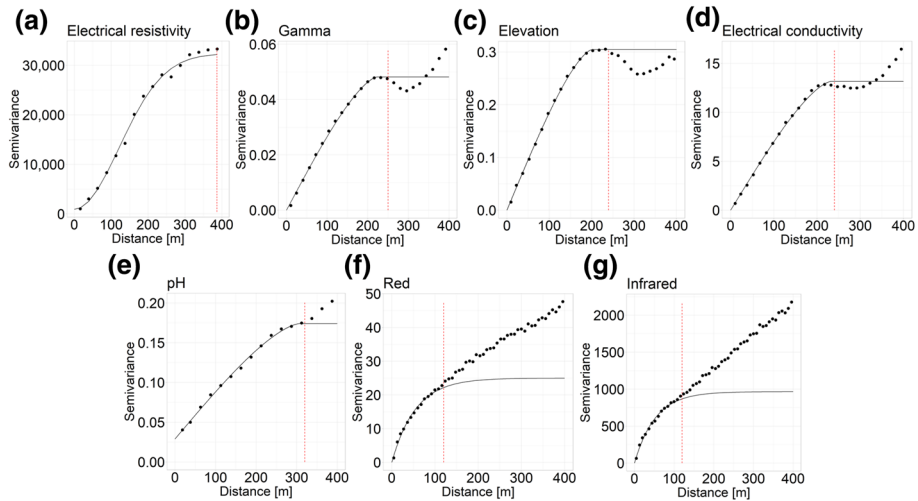 (a) Electrical resistivity
30,000
20,000
10,000
0
Semivariance
0 100 200 300 400
Distance [m]
(b) Gamma
0.06
0.04
0.02
0.00
Semivariance
0 100 200 300 400
Distance [m]
(c) Elevation
0.3
0.2
0.1
0.0
Semivariance
0 100 200 300 400
Distance [m]
(d) Electrical conductivity
15
10
5
0
Semivariance
0 100 200 300 400
Distance [m]
(e) pH
0.20
0.15
0.10
0.05
0.00
Semivariance
0 100 200 300 400
Distance [m]
(f) Red
50
40
30
20
10
0
Semivariance
0 100 200 300 400
Distance [m]
(g) Infrared
2000
1500
1000
500
0
Semivariance
0 100 200 300 400
Distance [m]